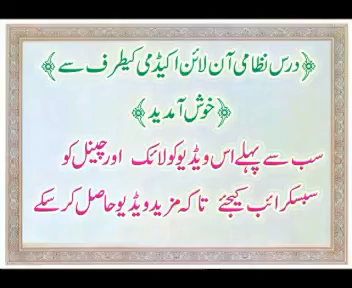 ﴿درس نظامی آن لائن اکیڈمی کیطرف سے﴾
﴿خوش آمدید﴾
سب سے پہلے اس ویڈیو کو لائک اور چینل کو
سبسکرائب کیجئے تاکہ مزید ویڈیو حاصل کر سکے